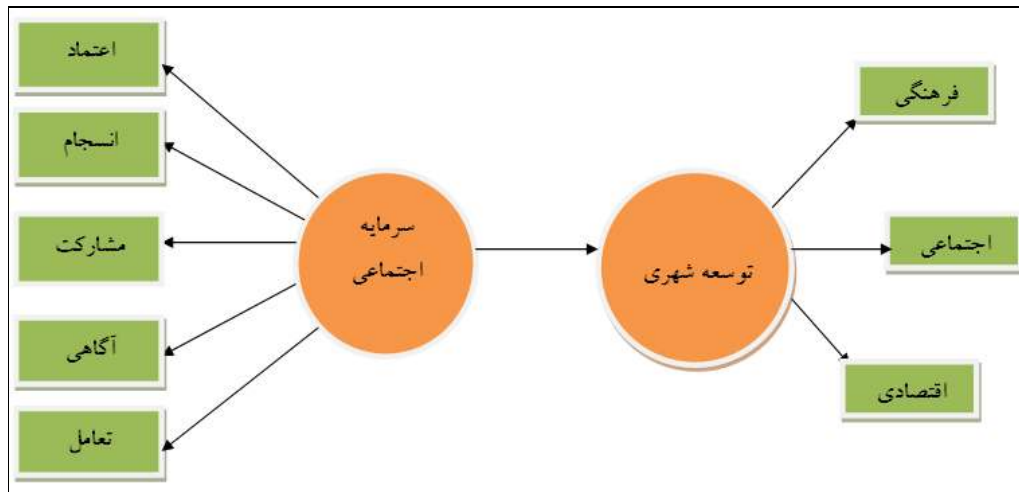 اعتماد
انسجام
مشارکت
آگاهی
تعامل
سرمایه
اجتماعی
توسعه شهری
فرهنگی
اجتماعی
اقتصادی